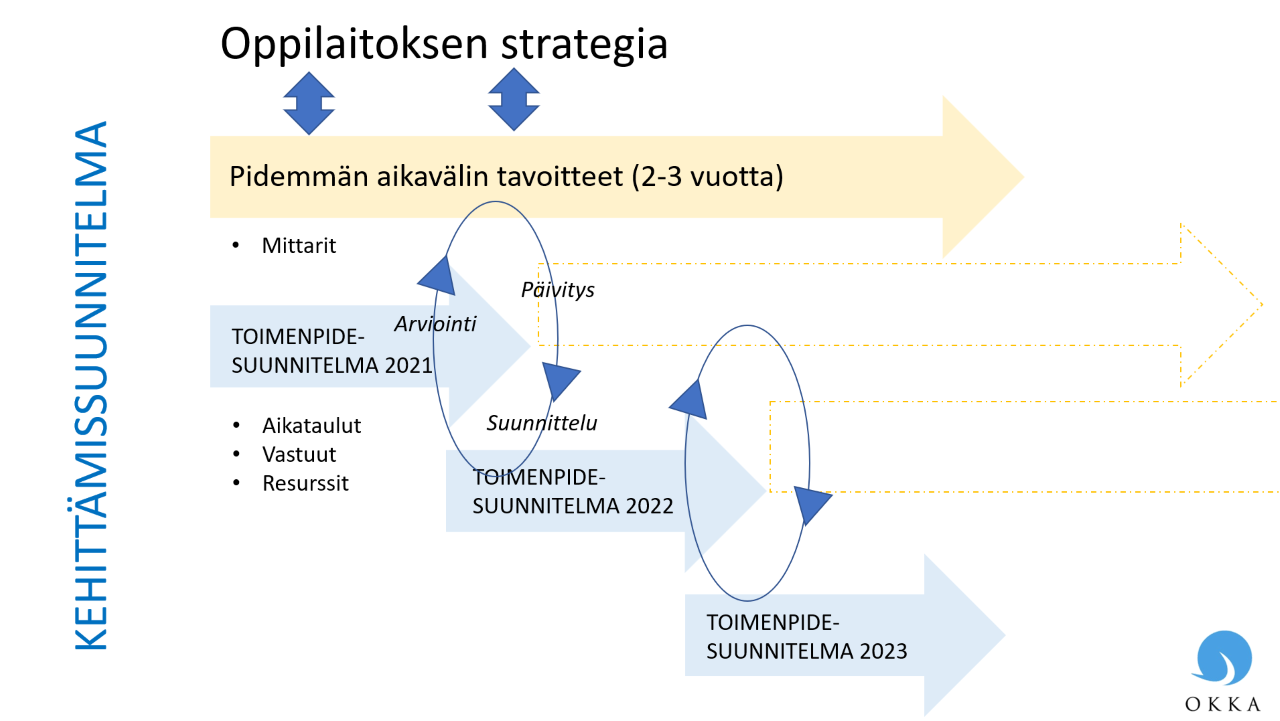 Oppilaitoksen strategia
KEHITTÄMISSUUNNITELMA
Pidemmän aikavälin tavoitteet (2-3 vuotta)
• Mittarit
Päivitys
Arviointi
TOIMENPIDE-
SUUNNITELMA 2021
• Aikataulut
• Vastuut
• Resurssit
Suunnittelu
TOIMENPIDE-
SUUNNITELMA 2022
TOIMENPIDE-
SUUNNITELMA 2023
OKKA